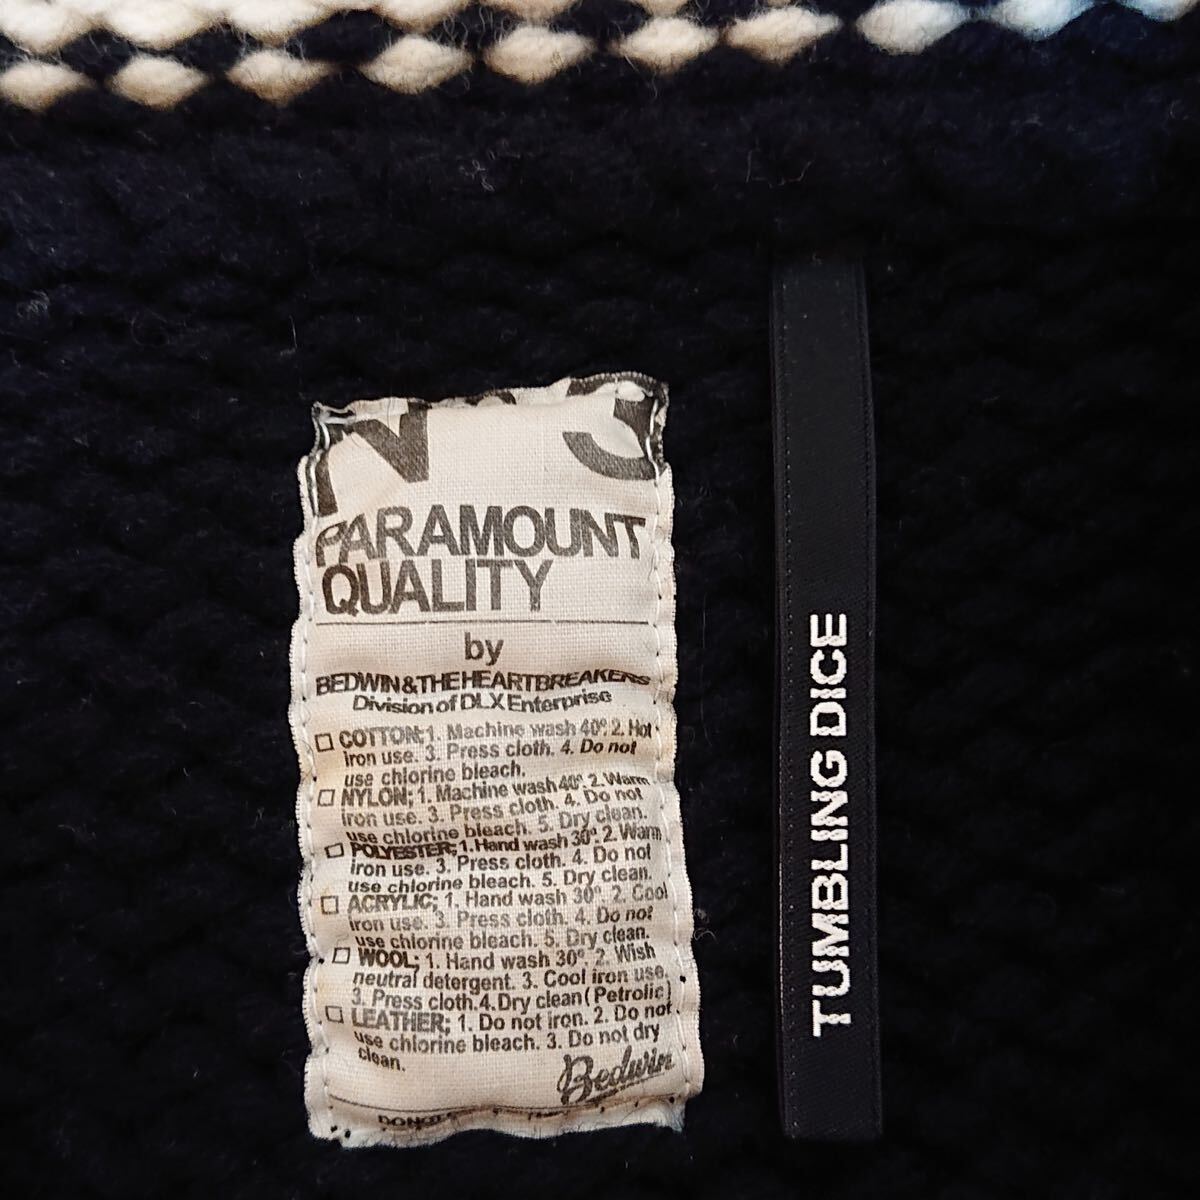 PARAMOUNT
QUALITY
by
BEDWIN&THEHEARTBREAKERS
Division of DLX Enterprise
COTTON; 1. Machine wash 40º. 2. Hot
iron use. 3. Press cloth. 4. Do not
use chlorine bleach.
NYLON; 1. Machine wash 40º. 2. Warm
iron use. 3. Press cloth. 4. Do not
use chlorine bleach. 5. Dry clean.
POLYESTER; 1. Hand wash 30º. 2. Warm
iron use. 3. Press cloth. 4. Do not
use chlorine bleach. 5. Dry clean.
ACRYLIC; 1. Hand wash 30º. 2. Cool
iron use. 3. Press cloth. 4. Do not
use chlorine bleach. 5. Dry clean.
WOOL; 1. Hand wash 30º. 2. Wish
neutral detergent. 3. Cool iron use.
3. Press cloth. 4. Dry clean ( Petrolic )
LEATHER; 1. Do not iron. 2. Do not
use chlorine bleach. 3. Do not dry
clean.
Bedwin
TUMBLING DICE